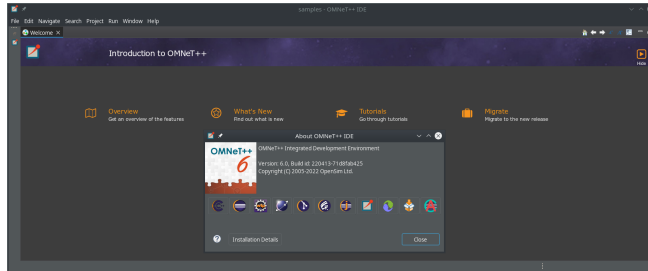 samples - OMNeT++ IDE
File Edit Navigate Search Project Run Window Help
Welcome
Introduction to OMNeT++
Hide
Overview
Get an overview of the features
What's New
Find out what is new
Tutorials
Go through tutorials
Migrate
Migrate to the new release
About OMNeT++ IDE
OMNeT++
6
OMNeT++ Integrated Development Environment
Version: 6.0, Build id: 220413-71d8fab425
Copyright (C) 2005-2022 OpenSim Ltd.
Installation Details
Close